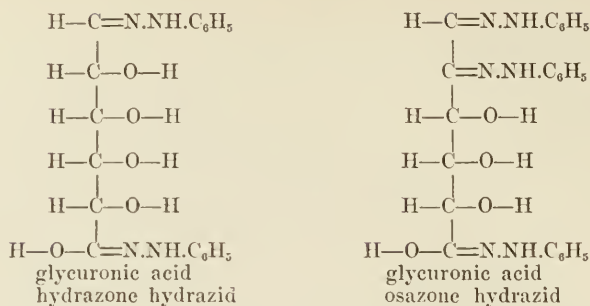 H—C=N.NH.C₆H₅
H—C—O—H
H—C—O—H
H—C—O—H
H—C—O—H
H—O—C=N.NH.C₆H₅
glycuronic acid
hydrazone hydrazid
H—C=N.NH.C₆H₅
C=N.NH.C₆H₅
H—C—O—H
H—C—O—H
H—C—O—H
H—O—C=N.NH.C₆H₅
glycuronic acid
osazone hydrazid